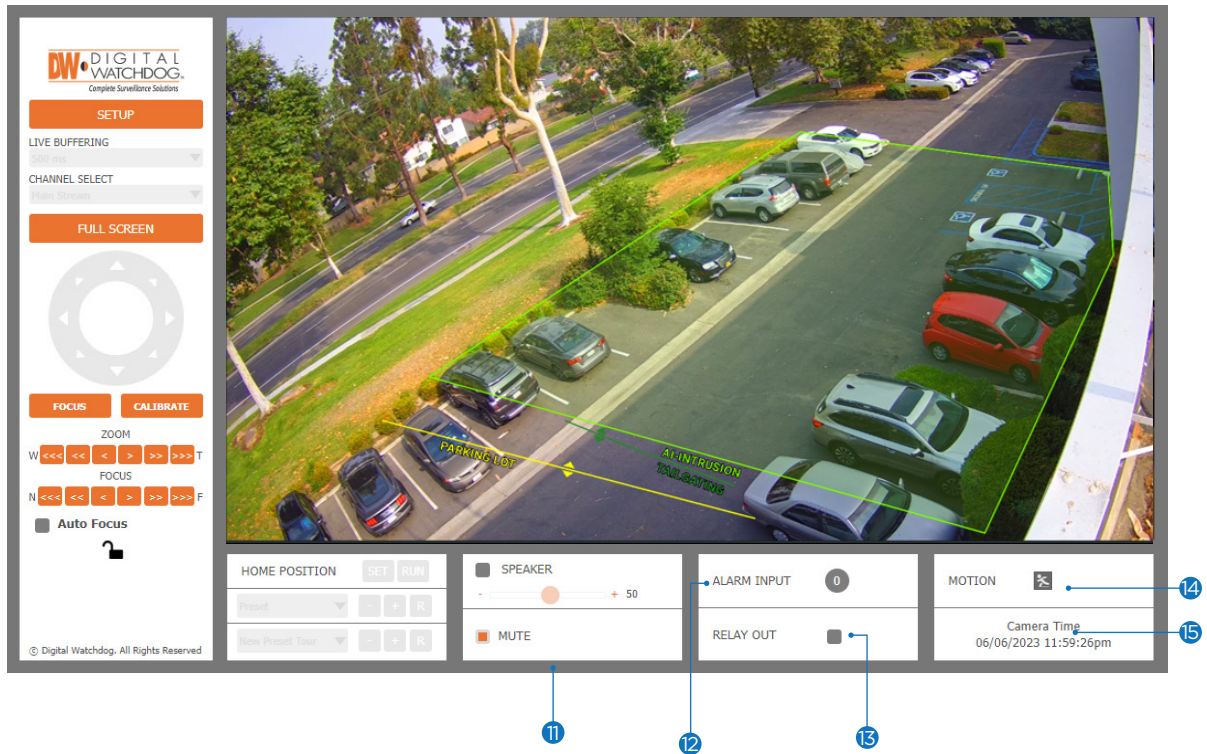 DW DIGITAL
WATCHDOG®
Complete Surveillance Solutions
SETUP
LIVE BUFFERING
500 ms
CHANNEL SELECT
Main Stream
FULL SCREEN
FOCUS CALIBRATE
ZOOM
W <<< << < > >> >>> T
FOCUS
N <<< << < > >> >>> F
Auto Focus
© Digital Watchdog. All Rights Reserved
PARKING LOT
AI-INTRUSION
TAILGATING
HOME POSITION SET RUN
Preset - + R
New Preset Tour - + R
SPEAKER
- + 50
MUTE
11
ALARM INPUT 0
12
RELAY OUT
13
MOTION
14
Camera Time
06/06/2023 11:59:26pm
15